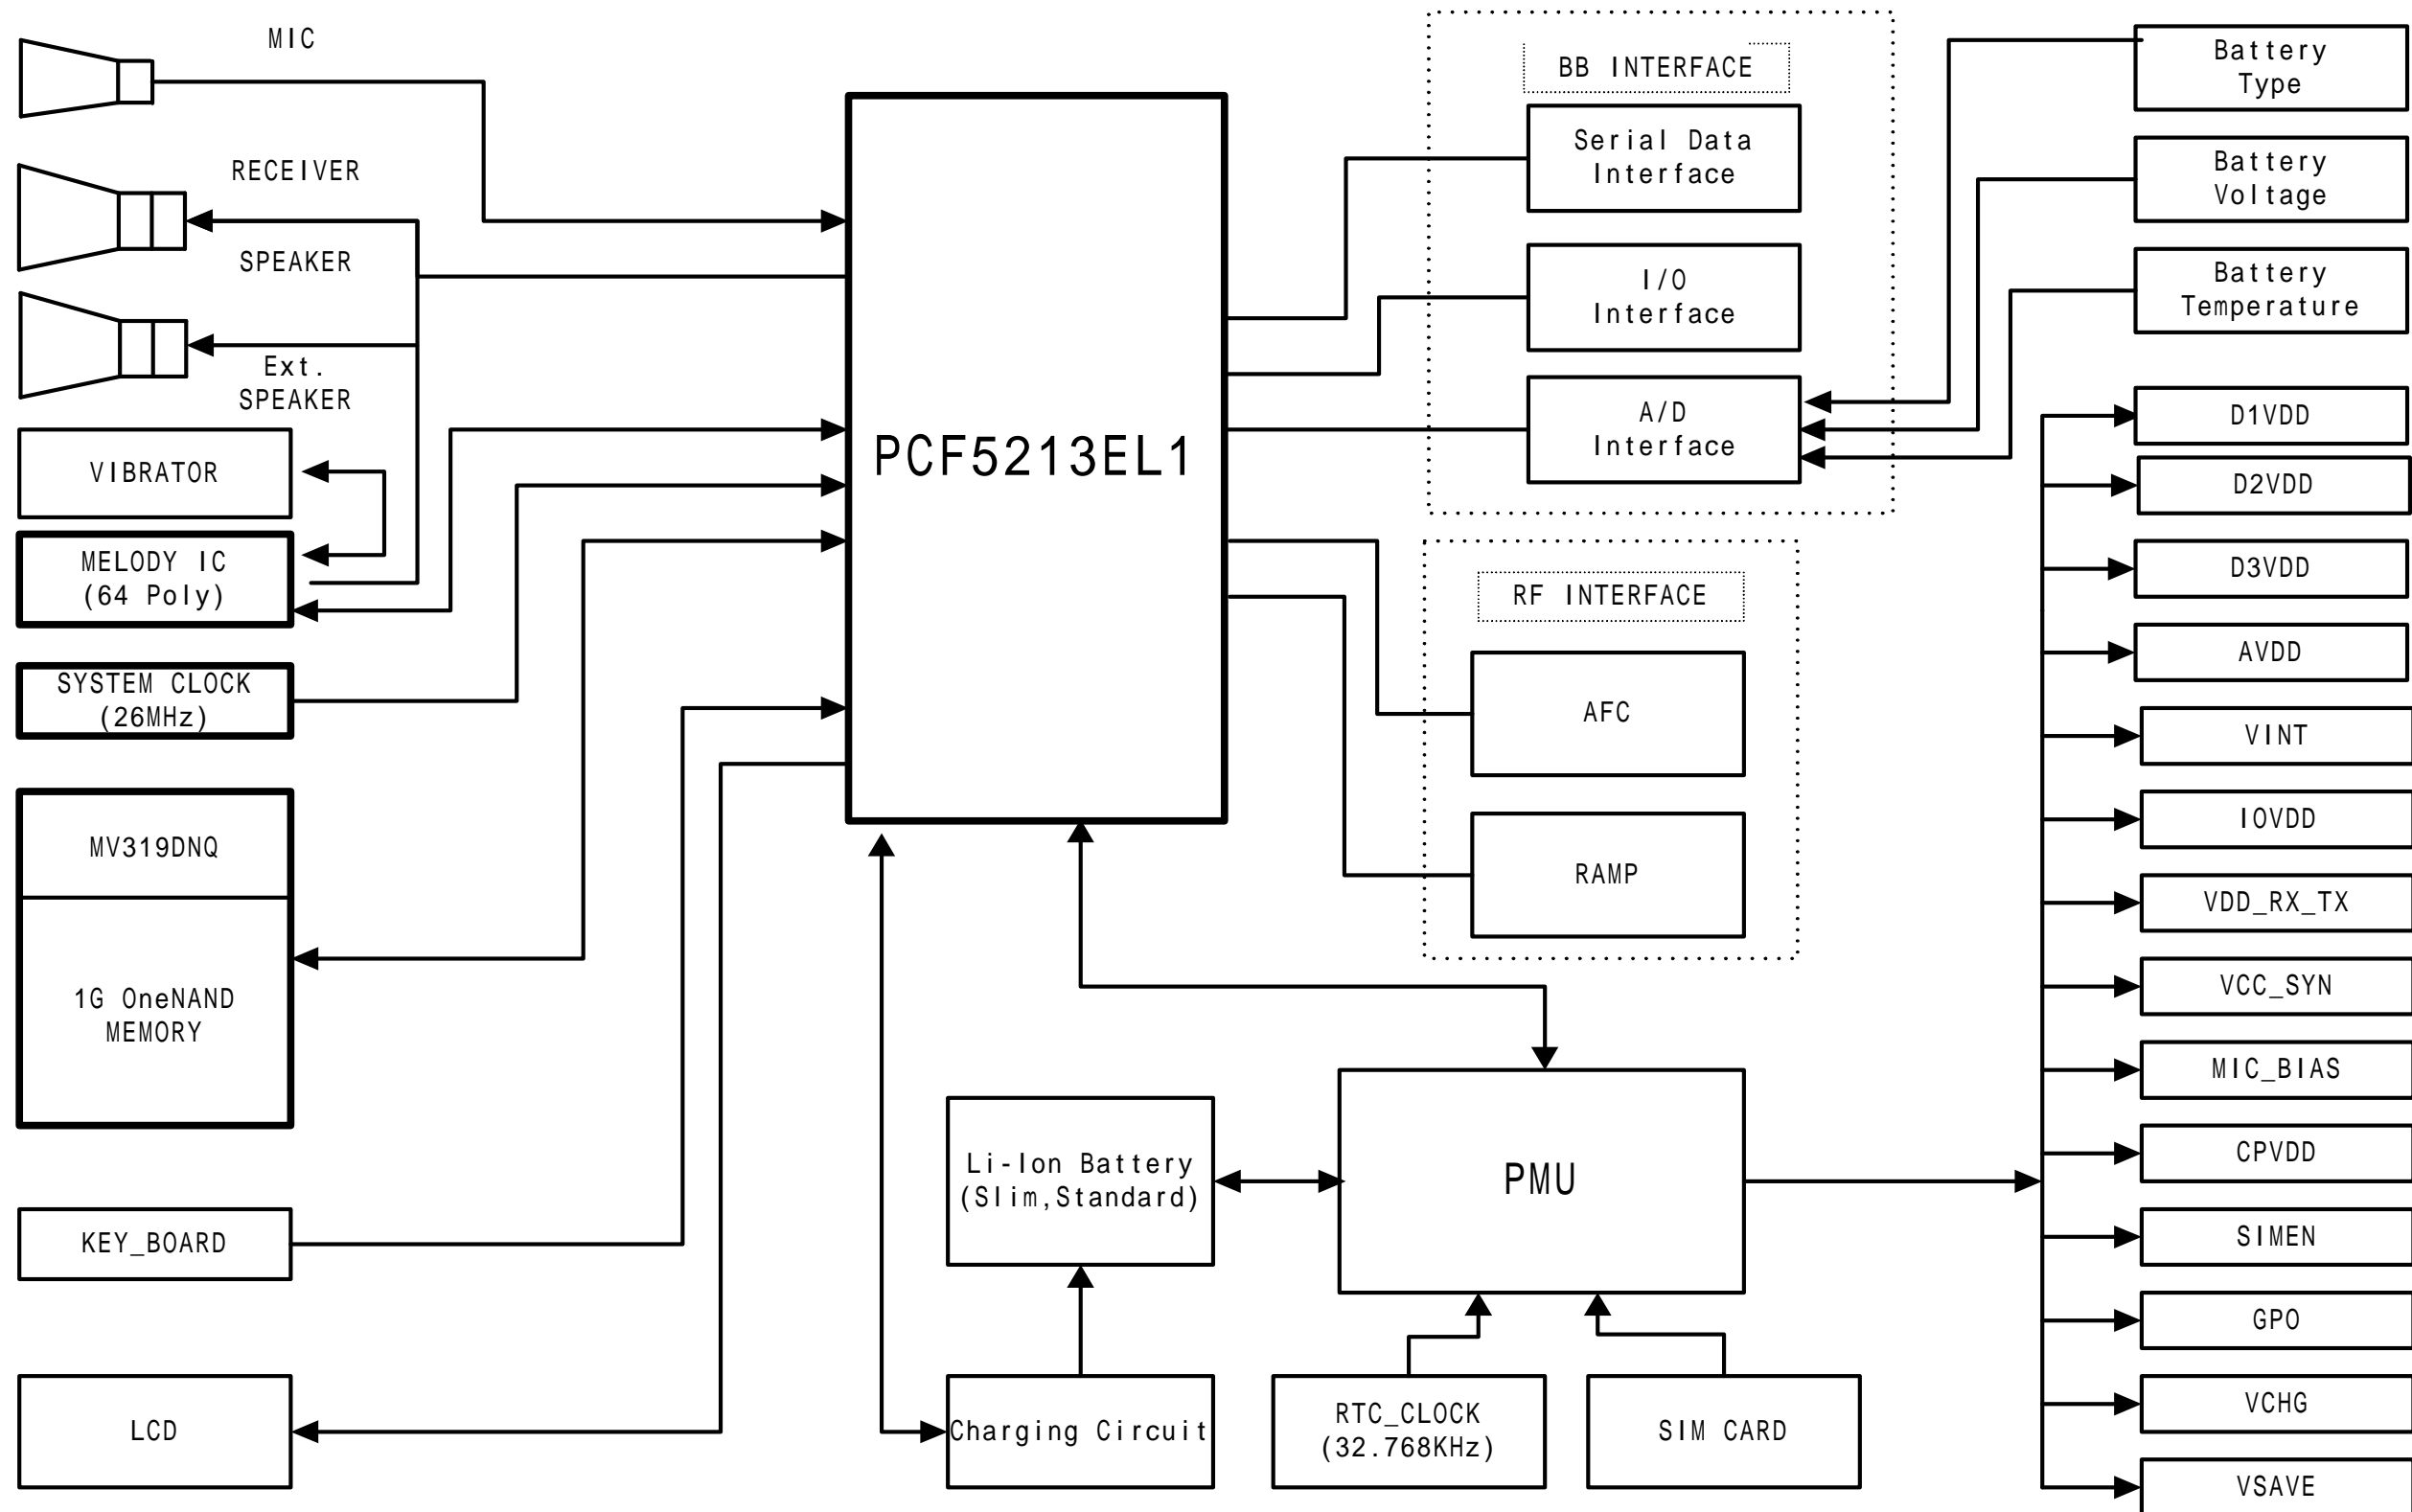 MIC
RECEIVER
SPEAKER
Ext.
SPEAKER
VIBRATOR
MELODY IC
(64 Poly)
SYSTEM CLOCK
(26MHz)
MV319DNQ
1G OneNAND
MEMORY
KEY_BOARD
LCD
PCF5213EL1
BB INTERFACE
Serial Data
Interface
I/O
Interface
A/D
Interface
RF INTERFACE
AFC
RAMP
Li-Ion Battery
(Slim,Standard)
PMU
Charging Circuit
RTC_CLOCK
(32.768KHz)
SIM CARD
Battery
Type
Battery
Voltage
Battery
Temperature
D1VDD
D2VDD
D3VDD
AVDD
VINT
IOVDD
VDD_RX_TX
VCC_SYN
MIC_BIAS
CPVDD
SIMEN
GPO
VCHG
VSAVE